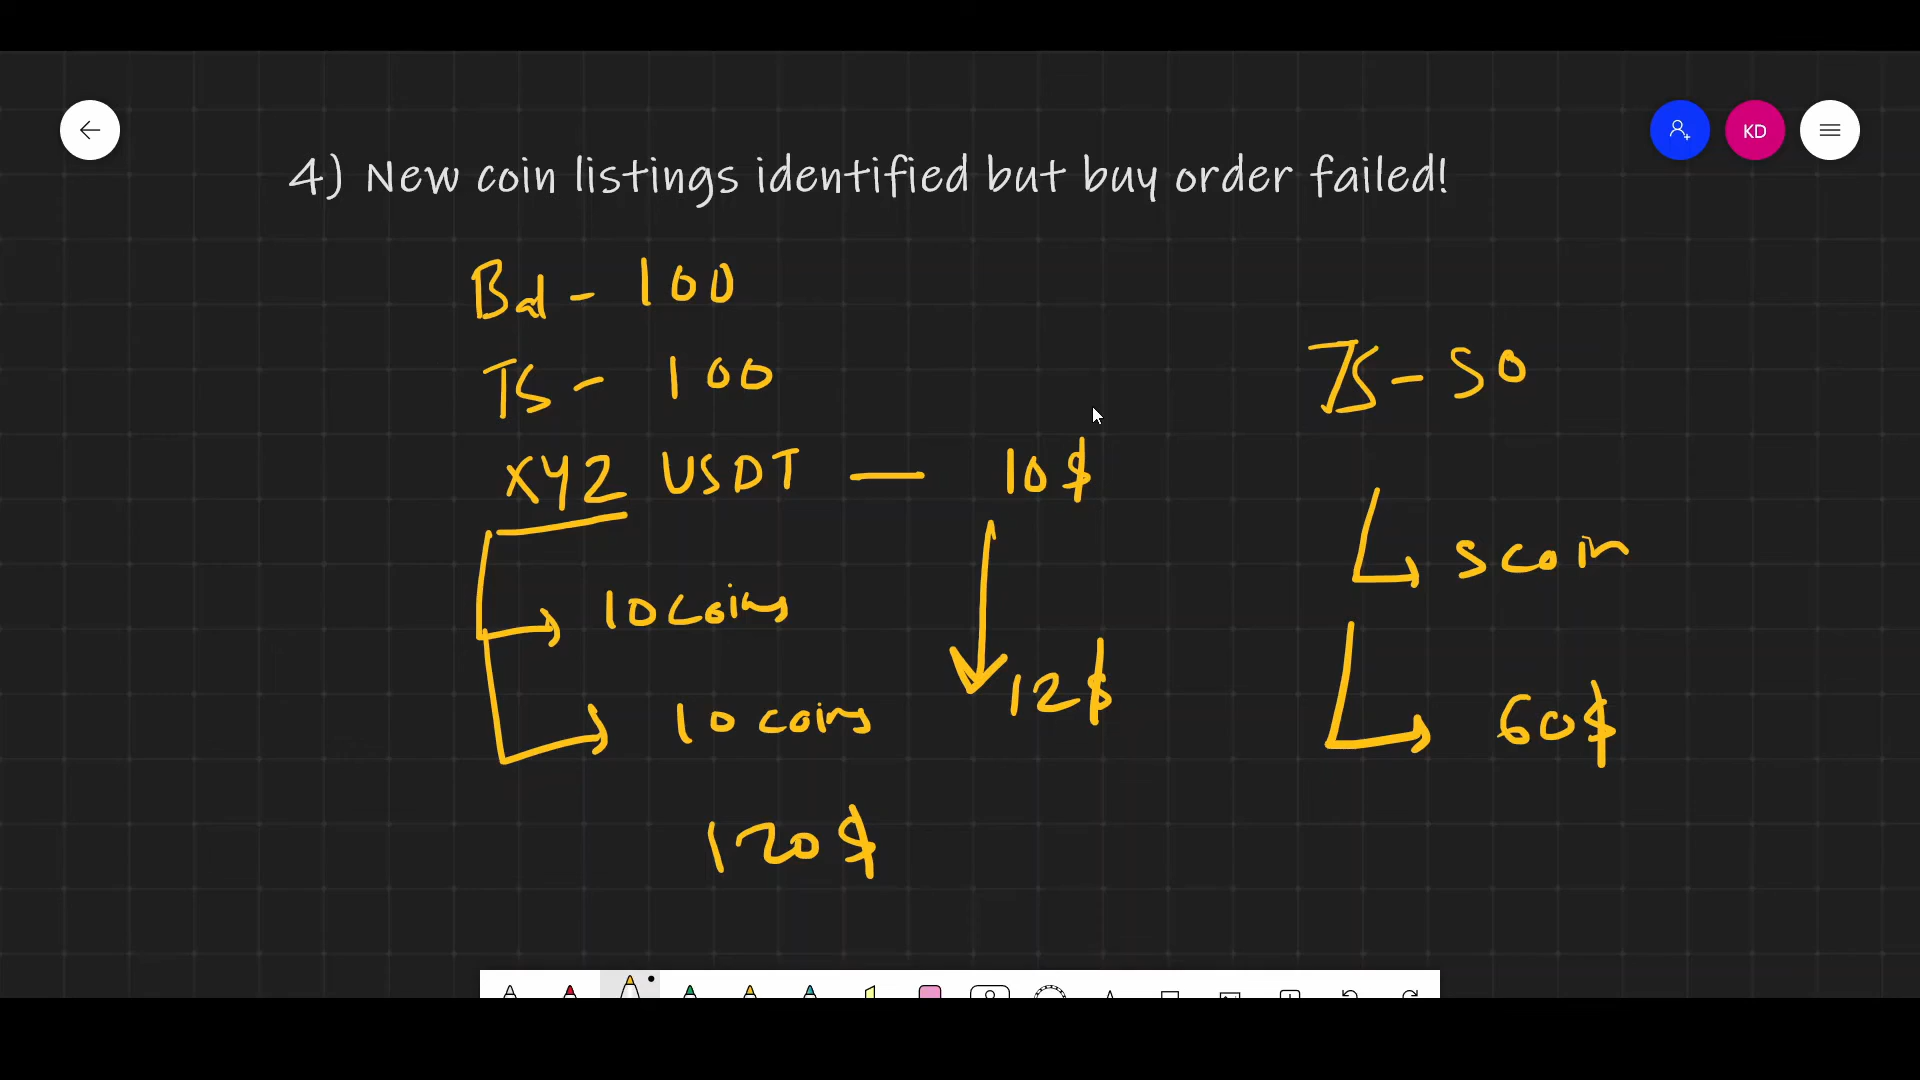 KD
4) New coin listings identified but buy order failed!
Bal - 100
TS - 100
TS - 50
XYZ USDT — 10$
5 coin
10 coins
12$
10 coins
60$
120$